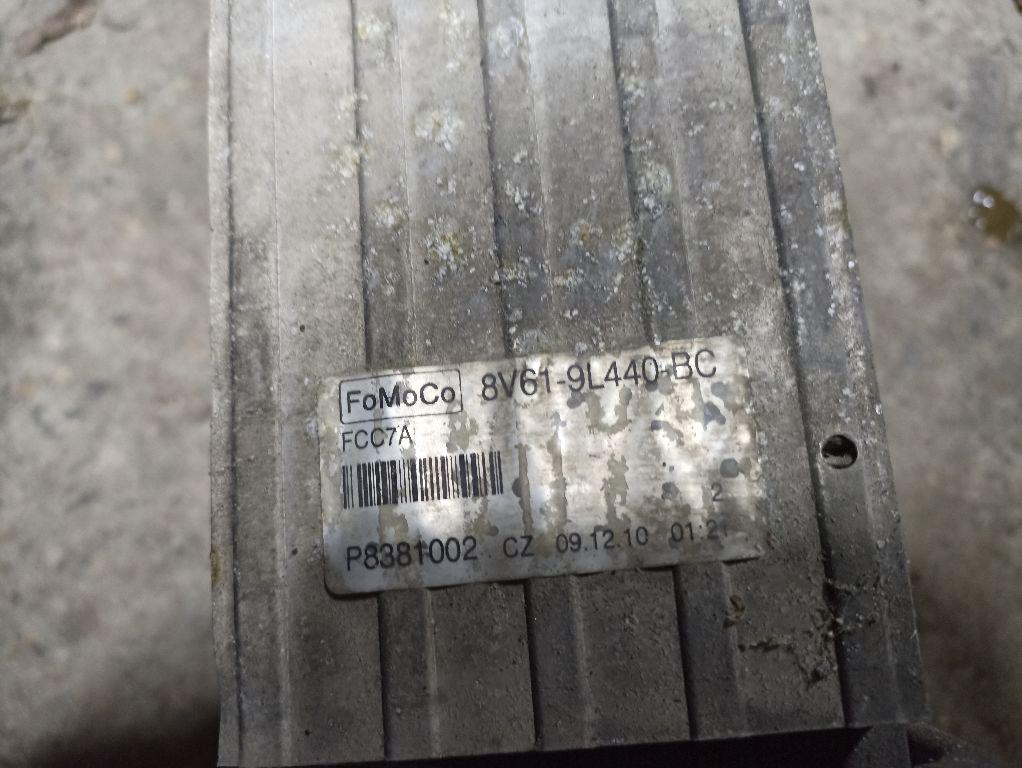 FoMoCo 8V61-9L440-BC
FCC7A
2
P8381002 CZ 09.12.10 01:21